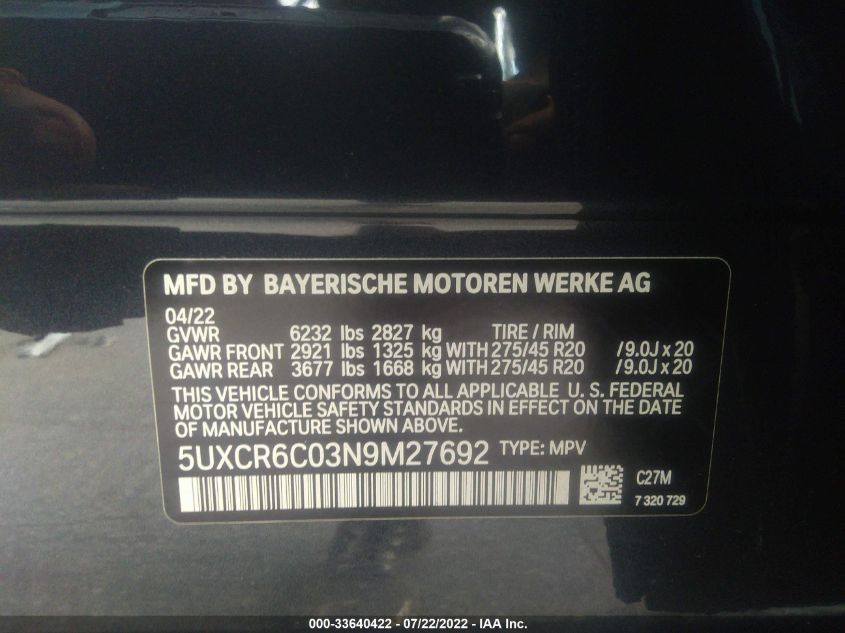 MFD BY BAYERISCHE MOTOREN WERKE AG
04/22
GVWR 6232 lbs 2827 kg TIRE / RIM
GAWR FRONT 2921 lbs 1325 kg WITH 275/45 R20 /9.0J x 20
GAWR REAR 3677 lbs 1668 kg WITH 275/45 R20 /9.0J x 20
THIS VEHICLE CONFORMS TO ALL APPLICABLE U. S. FEDERAL
MOTOR VEHICLE SAFETY STANDARDS IN EFFECT ON THE DATE
OF MANUFACTURE SHOWN ABOVE.
5UXCR6C03N9M27692 TYPE: MPV
C27M
7 320 729
000-33640422 - 07/22/2022 - IAA Inc.